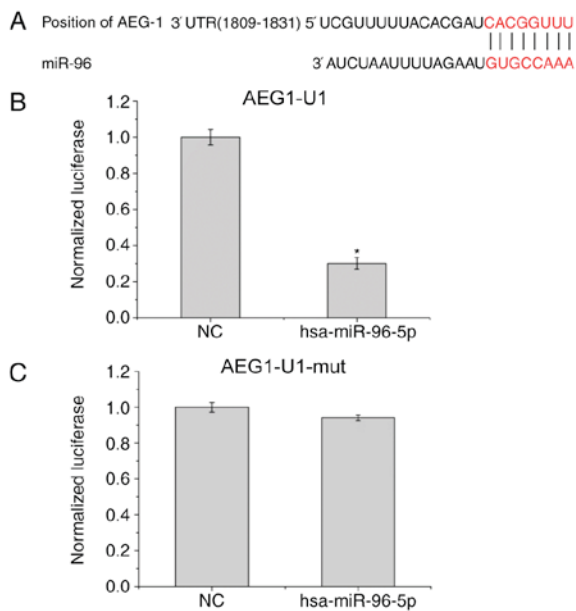 A Position of AEG-1 3´UTR(1809-1831) 5´UCGUUUUUACACGAUCACGGUUU
miR-96 3´AUCUAAUUUUAGAAUGUGCCAAA
B
AEG1-U1
Normalized luciferase
1.2
1.0
0.8
0.6
0.4
0.2
0.0
*
NC hsa-miR-96-5p
C
AEG1-U1-mut
Normalized luciferase
1.2
1.0
0.8
0.6
0.4
0.2
0.0
NC hsa-miR-96-5p